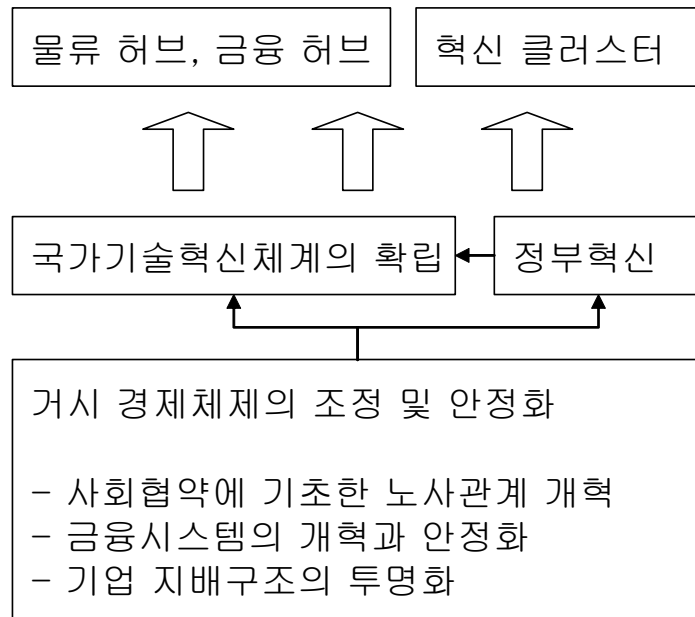 물류 허브, 금융 허브
혁신 클러스터
국가기술혁신체계의 확립
정부혁신
거시 경제체제의 조정 및 안정화
– 사회협약에 기초한 노사관계 개혁
– 금융시스템의 개혁과 안정화
– 기업 지배구조의 투명화